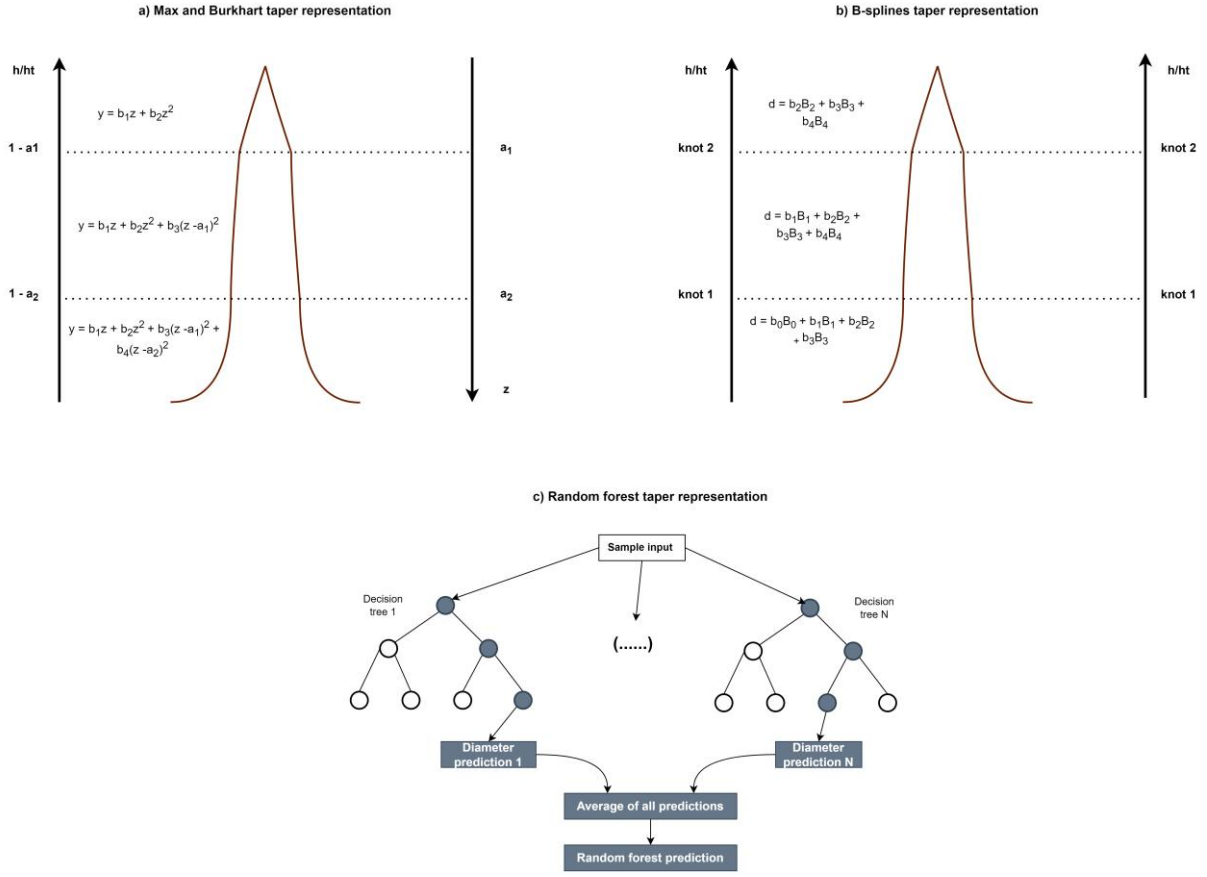 a) Max and Burkhart taper representation
h/ht
y = b₁z + b₂z²
1 - a1
a₁
y = b₁z + b₂z² + b₃(z -a₁)²
1 - a₂
a₂
y = b₁z + b₂z² + b₃(z -a₁)² +
b₄(z -a₂)²
z
b) B-splines taper representation
h/ht
h/ht
d = b₂B₂ + b₃B₃ +
b₄B₄
knot 2
knot 2
d = b₁B₁ + b₂B₂ +
b₃B₃ + b₄B₄
knot 1
knot 1
d = b₀B₀ + b₁B₁ + b₂B₂
+ b₃B₃
c) Random forest taper representation
Sample input
Decision
tree 1
(......)
Decision
tree N
Diameter
prediction 1
Diameter
prediction N
Average of all predictions
Random forest prediction